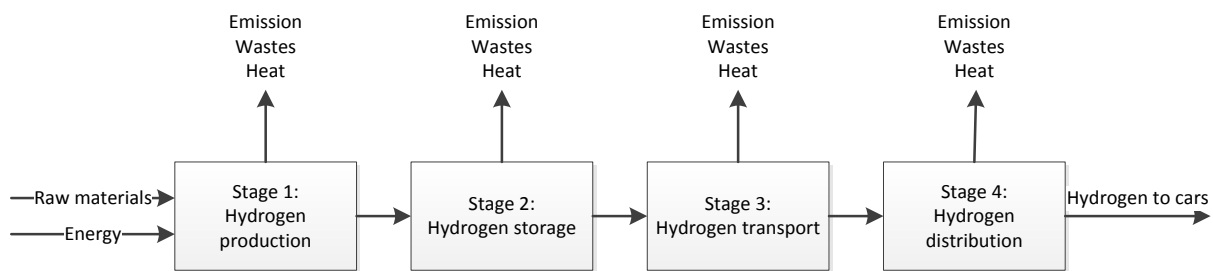 Emission
Wastes
Heat
Emission
Wastes
Heat
Emission
Wastes
Heat
Emission
Wastes
Heat
Raw materials
Energy
Stage 1:
Hydrogen
production
Stage 2:
Hydrogen storage
Stage 3:
Hydrogen transport
Stage 4:
Hydrogen
distribution
Hydrogen to cars